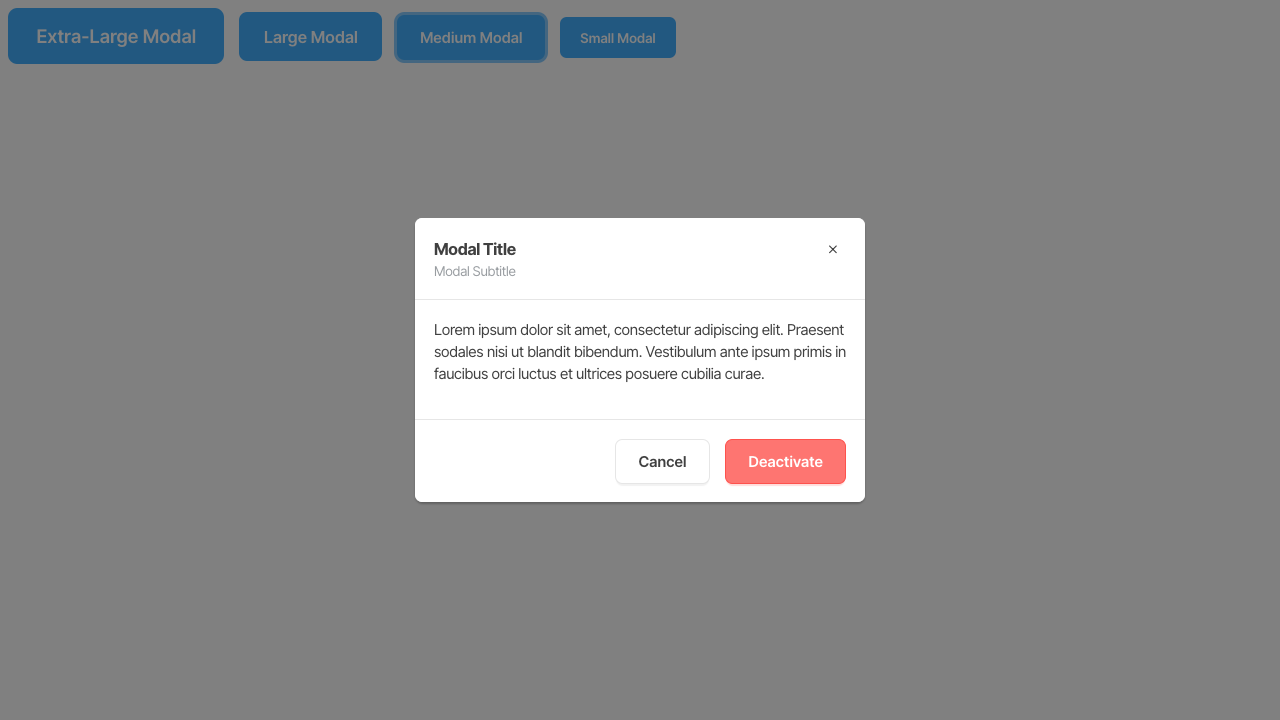 Extra-Large Modal
Large Modal
Medium Modal
Small Modal
Modal Title
Modal Subtitle
Lorem ipsum dolor sit amet, consectetur adipiscing elit. Praesent
sodales nisi ut blandit bibendum. Vestibulum ante ipsum primis in
faucibus orci luctus et ultrices posuere cubilia curae.
Cancel
Deactivate